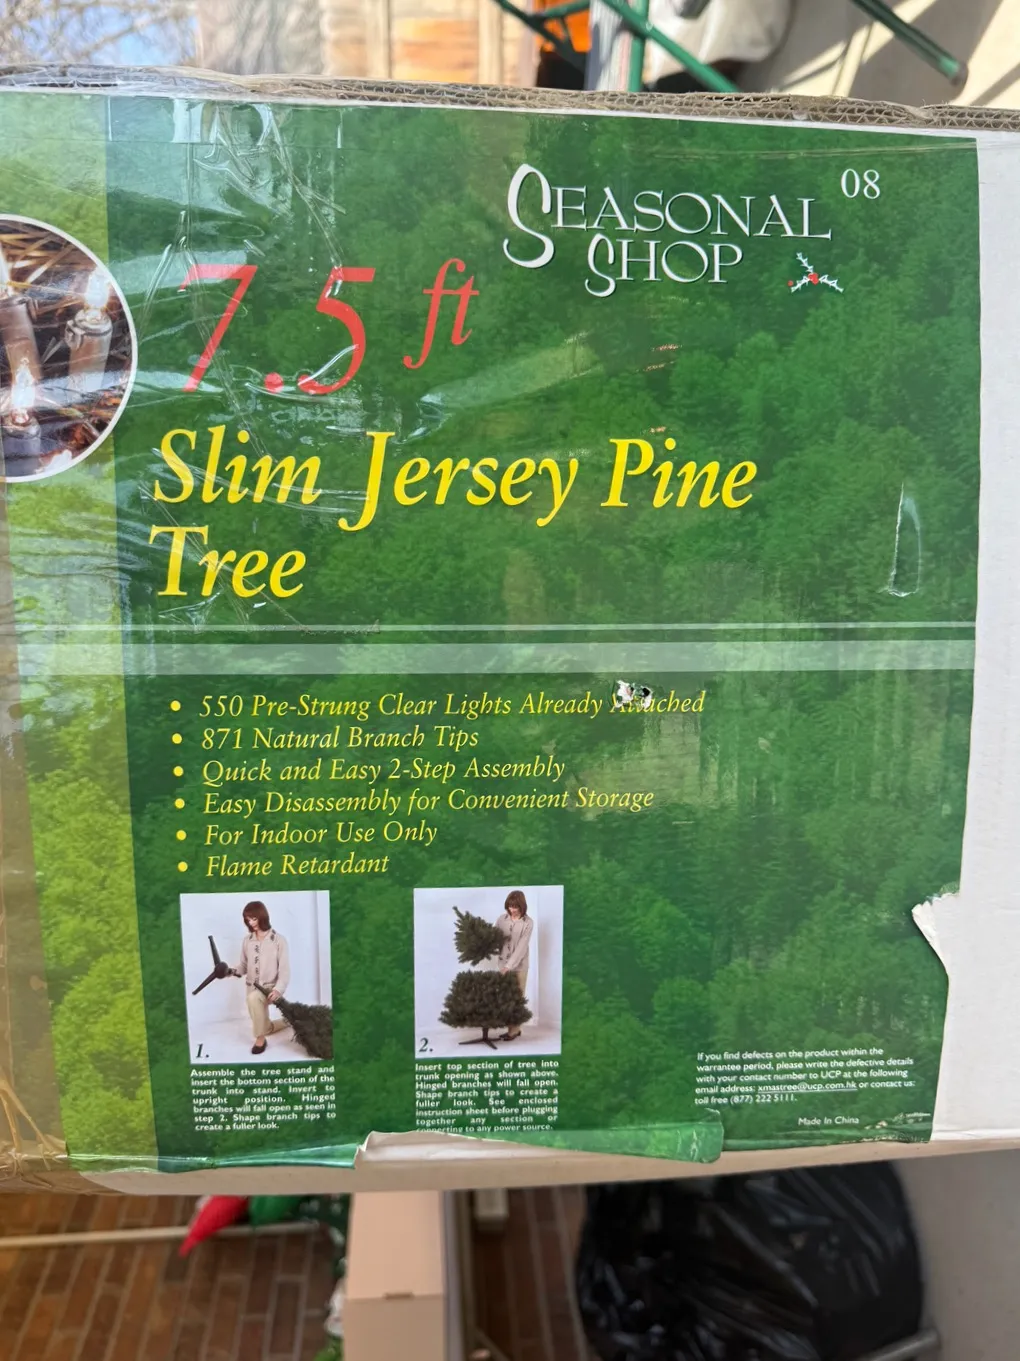 SEASONAL
SHOP
08
7.5 ft
Slim Jersey Pine
Tree
• 550 Pre-Strung Clear Lights Already Attached
• 871 Natural Branch Tips
• Quick and Easy 2-Step Assembly
• Easy Disassembly for Convenient Storage
• For Indoor Use Only
• Flame Retardant
1.
Assemble the tree stand and
insert the bottom section of the
trunk into stand. Invert to
upright position. Hinged
branches will fall open as seen in
step 2. Shape branch tips to
create a fuller look.
2.
Insert top section of tree into
trunk opening as shown above.
Hinged branches will fall open.
Shape branch tips to create a
fuller look. See enclosed
instruction sheet before plugging
together any section or
connecting to any power source.
If you find defects on the product within the
warrantee period, please write the defective details
with your contact number to UCP at the following
email address: xmastree@ucp.com.hk or contact us:
toll free (877) 222 5111.
Made In China